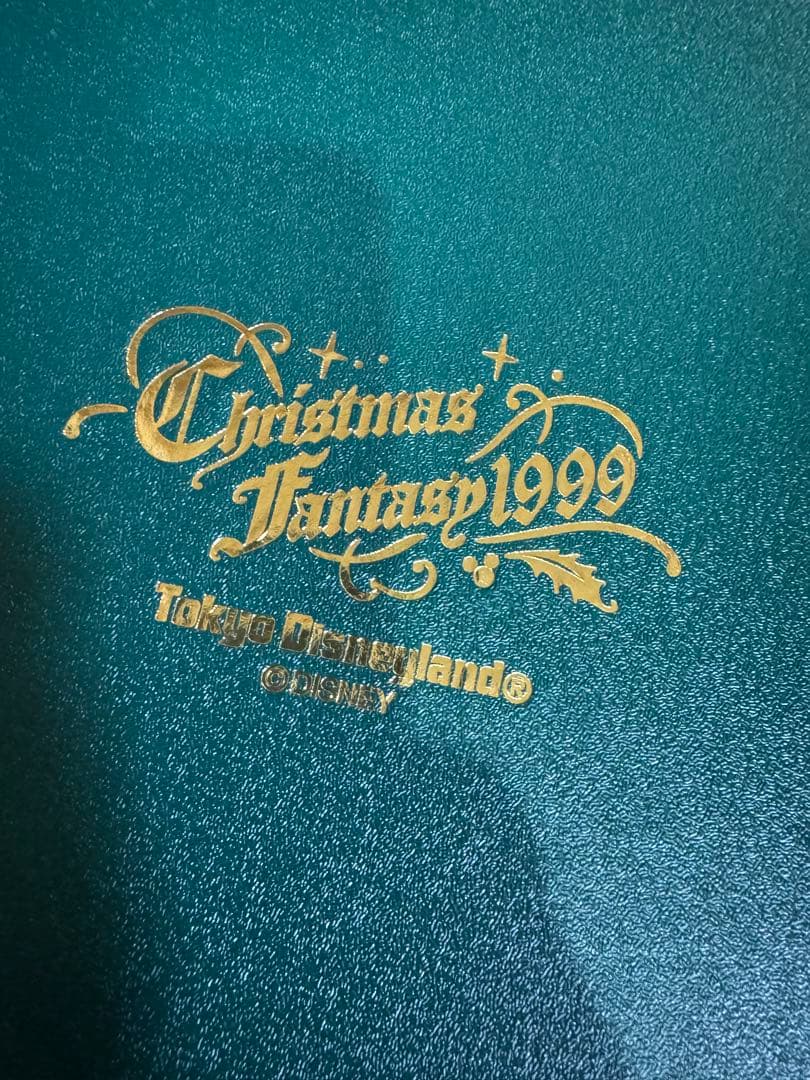 Christmas
Fantasy 1999
Tokyo Disneyland®
© DISNEY